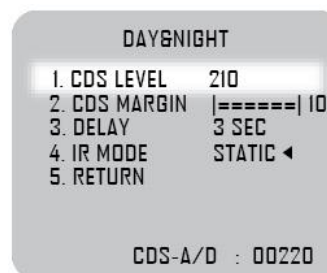 DAY&NIGHT
1. CDS LEVEL 210
2. CDS MARGIN |======| 10
3. DELAY 3 SEC
4. IR MODE STATIC ◄
5. RETURN
CDS-A/D : 00220